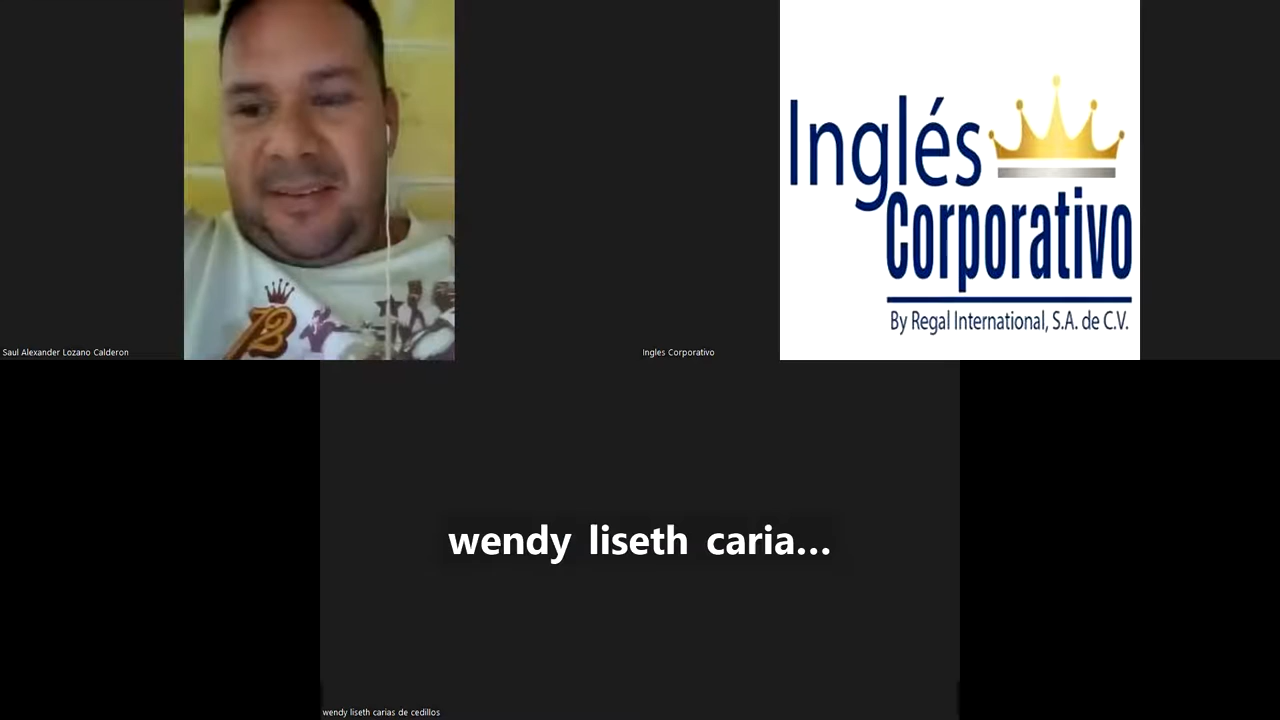 72
Saul Alexander Lozano Calderon
Inglés
Corporativo
By Regal International, S.A. de C.V.
Ingles Corporativo
wendy liseth caria...
wendy liseth carias de cedillos